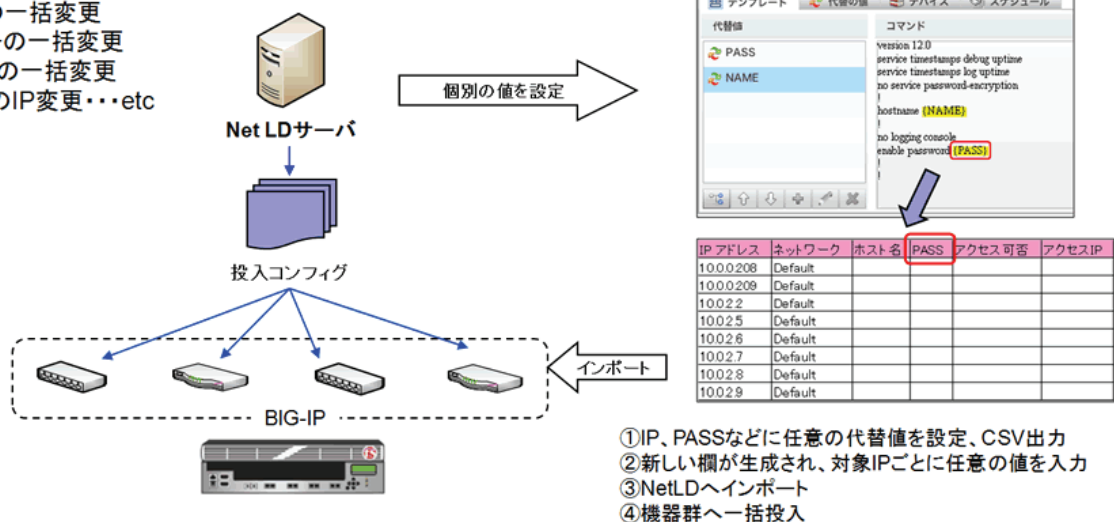 の一括変更
の一括変更
の一括変更
のIP変更・・・etc
Net LDサーバ
個別の値を設定
投入コンフィグ
BIG-IP
インポート
テンプレート 代替の値 デバイス スケジュール
代替値 コマンド
PASS
NAME
version 12.0
service timestamps debug uptime
service timestamps log uptime
no service password-encryption
!
hostname {NAME}
!
no logging console
enable password {PASS}
!
!
IP アドレス ネットワーク ホスト名 PASS アクセス可否 アクセスIP
10.0.0.208 Default
10.0.0.209 Default
10.0.2.2 Default
10.0.2.5 Default
10.0.2.6 Default
10.0.2.7 Default
10.0.2.8 Default
10.0.2.9 Default
①IP、PASSなどに任意の代替値を設定、CSV出力
②新しい欄が生成され、対象IPごとに任意の値を入力
③NetLDへインポート
④機器群へ一括投入